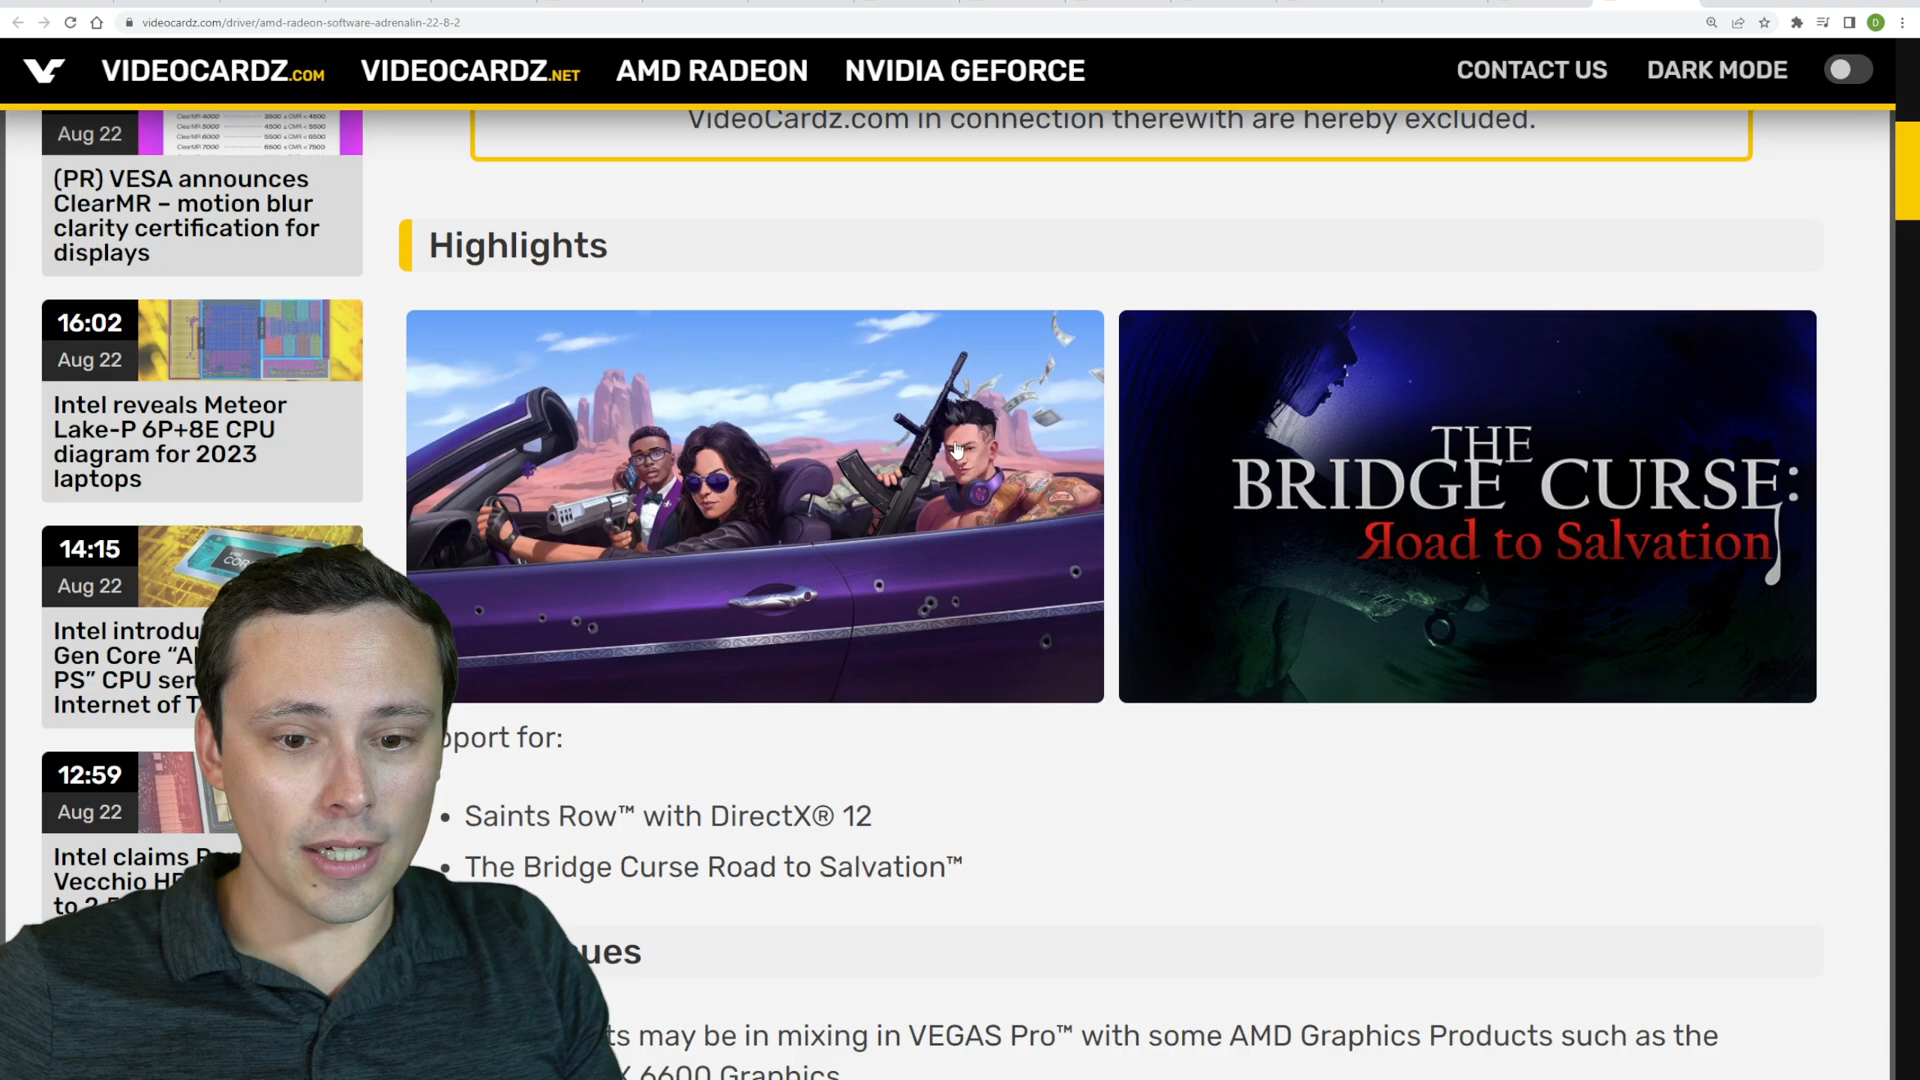 videocardz.com/driver/amd-radeon-software-adrenalin-22-8-2
D
VIDEOCARDZ.COM
VIDEOCARDZ.NET
AMD RADEON
NVIDIA GEFORCE
CONTACT US
DARK MODE
Aug 22
(PR) VESA announces
ClearMR – motion blur
clarity certification for
displays
16:02
Aug 22
Intel reveals Meteor
Lake-P 6P+8E CPU
diagram for 2023
laptops
14:15
Aug 22
Intel introdu
Gen Core
PS” CPU ser
Internet of T
12:59
Aug 22
Intel claims
Vecchio
to
VideoCardz.com in connection therewith are hereby excluded.
Highlights
THE
BRIDGE CURSE:
Road to Salvation
pport for:
• Saints Row™ with DirectX® 12
• The Bridge Curse Road to Salvation™
ues
ts may be in mixing in VEGAS Pro™ with some AMD Graphics Products such as the
X 6600 Graphics